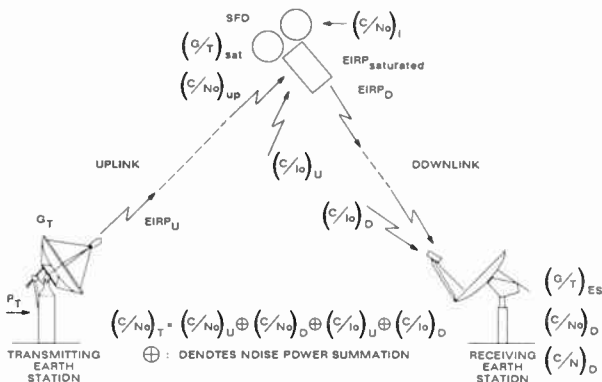 SFD
(C/No)I
(G/T)sat
EIRPsaturated
(C/No)up
EIRPD
UPLINK
(C/Io)U
DOWNLINK
GT
EIRPU
(C/Io)D
PT
(G/T)ES
(C/No)T = (C/No)U ⊕ (C/No)D ⊕ (C/Io)U ⊕ (C/Io)D
(C/No)D
⊕ : DENOTES NOISE POWER SUMMATION
(C/N)D
TRANSMITTING
EARTH
STATION
RECEIVING
EARTH
STATION